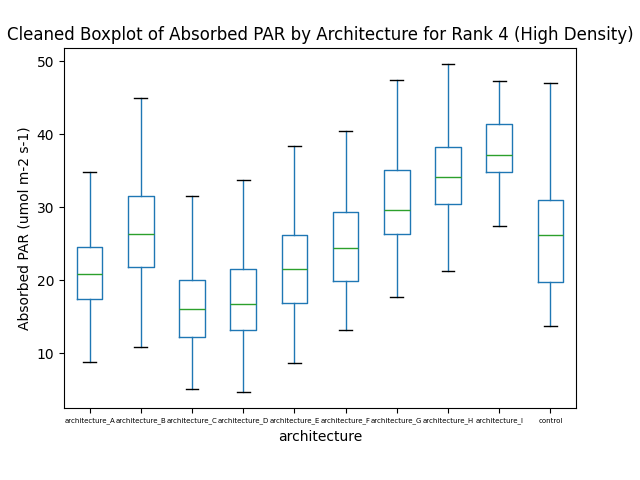 Cleaned Boxplot of Absorbed PAR by Architecture for Rank 4 (High Density)
50
40
30
20
10
Absorbed PAR (umol m-2 s-1)
architecture_A architecture_B architecture_C architecture_D architecture_E architecture_F architecture_G architecture_H architecture_I control
architecture